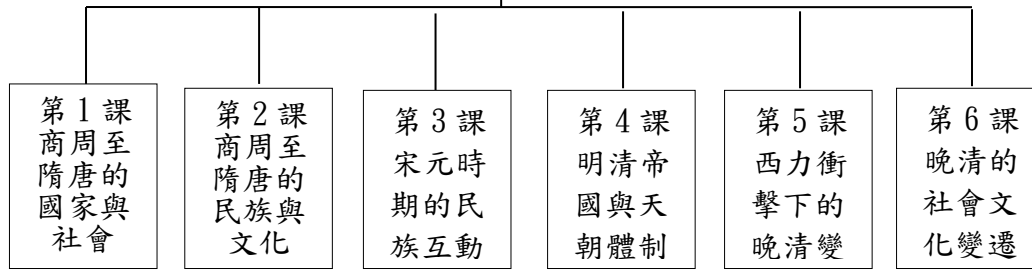 第1課
商周至
隋唐的
國家與
社會
第2課
商周至
隋唐的
民族與
文化
第3課
宋元時
期的民
族互動
第4課
明清帝
國與天
朝體制
第5課
西力衝
擊下的
晚清變
第6課
晚清的
社會文
化變遷